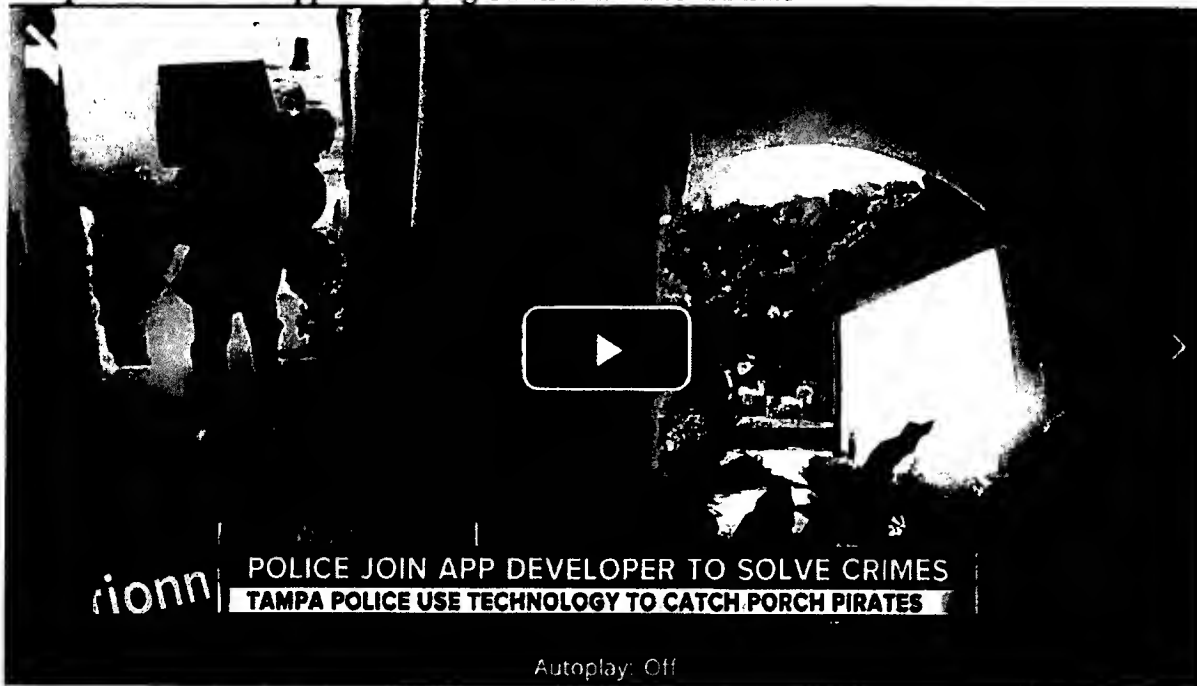 POLICE JOIN APP DEVELOPER TO SOLVE CRIMES
TAMPA POLICE USE TECHNOLOGY TO CATCH PORCH PIRATES
Autoplay: Off